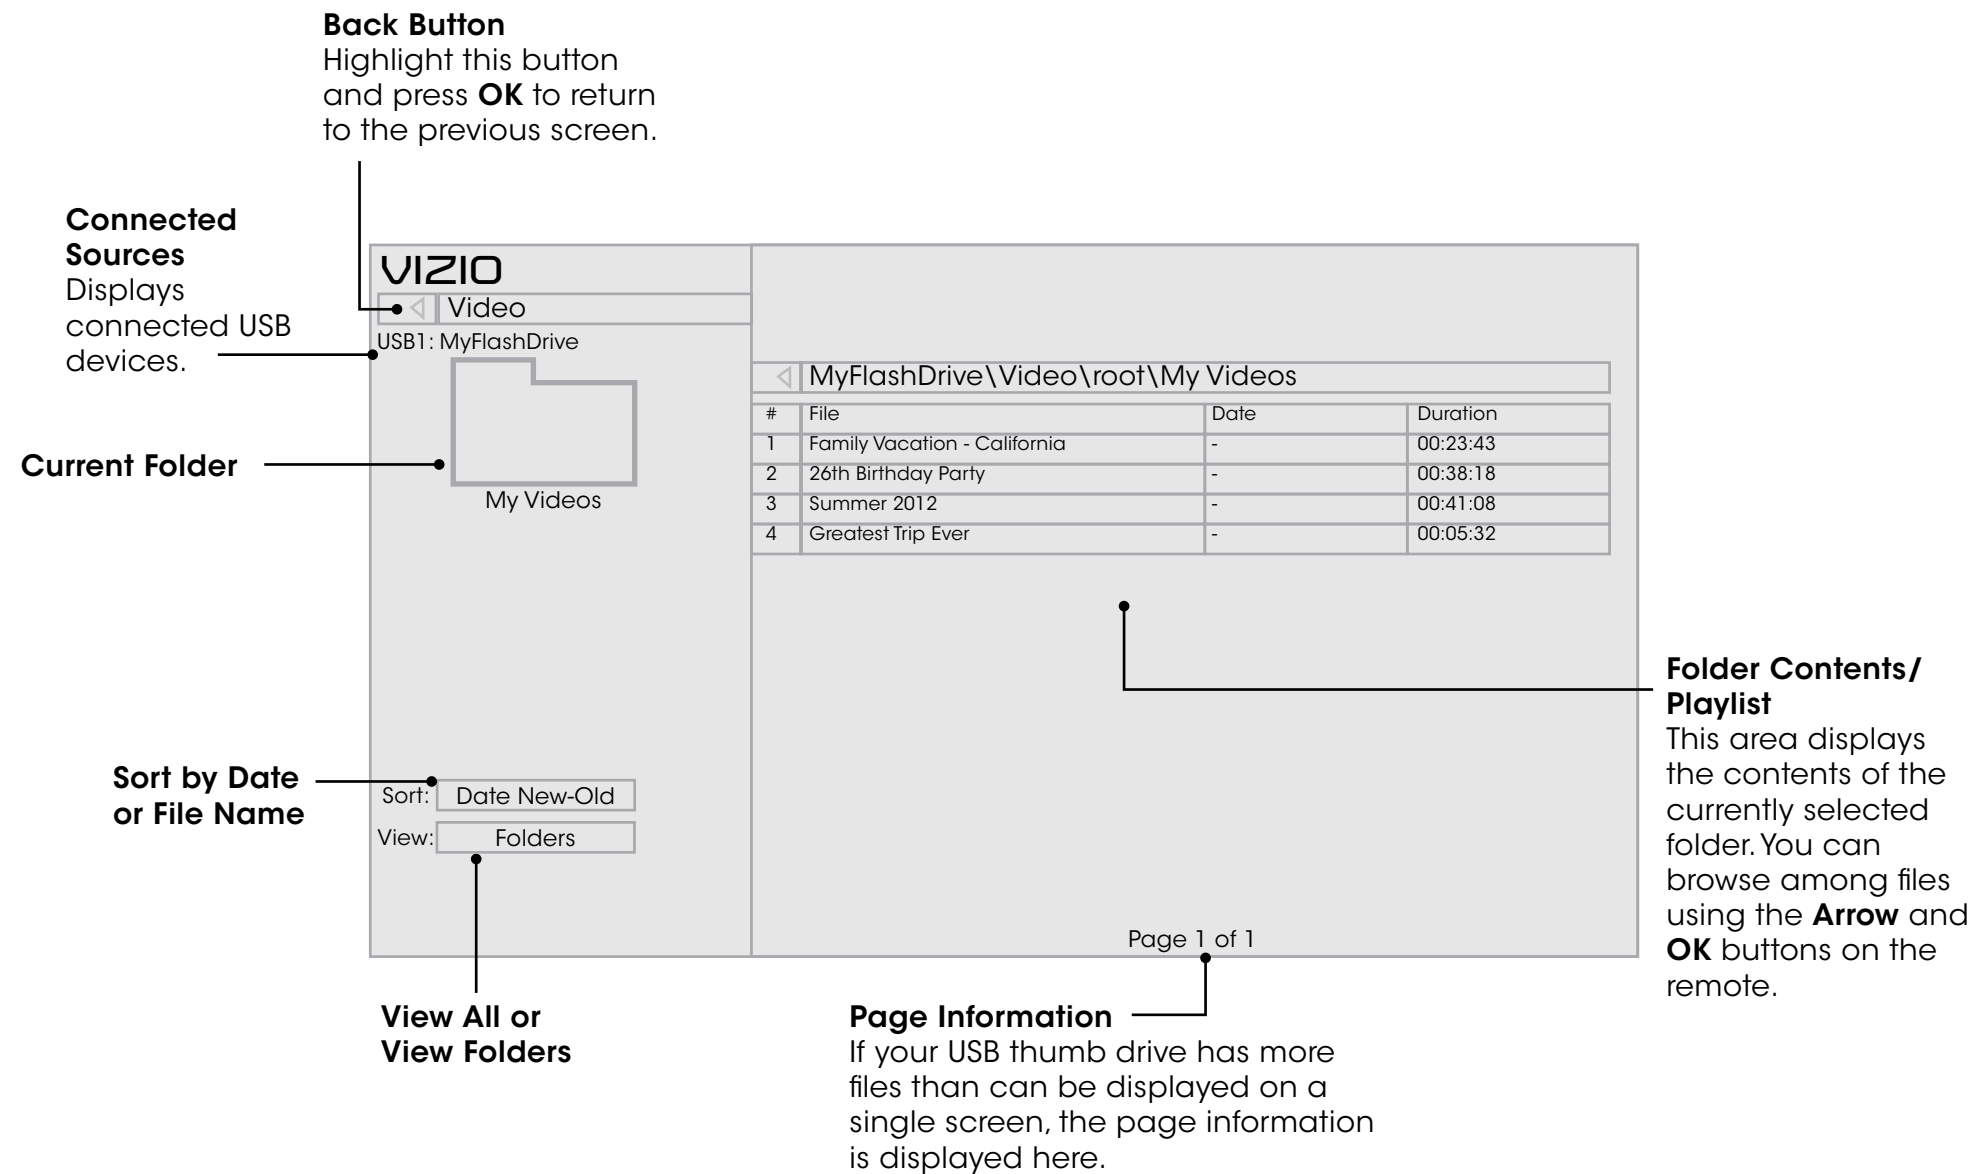 Back Button
Highlight this button
and press OK to return
to the previous screen.
Connected
Sources
Displays
connected USB
devices.
Current Folder
Sort by Date
or File Name
VIZIO
Video
USB1: MyFlashDrive
My Videos
Sort: Date New-Old
View: Folders
MyFlashDrive\Video\root\My Videos
# File Date Duration
1 Family Vacation - California - 00:23:43
2 26th Birthday Party - 00:38:18
3 Summer 2012 - 00:41:08
4 Greatest Trip Ever - 00:05:32
Page 1 of 1
Folder Contents/
Playlist
This area displays
the contents of the
currently selected
folder. You can
browse among files
using the Arrow and
OK buttons on the
remote.
View All or
View Folders
Page Information
If your USB thumb drive has more
files than can be displayed on a
single screen, the page information
is displayed here.